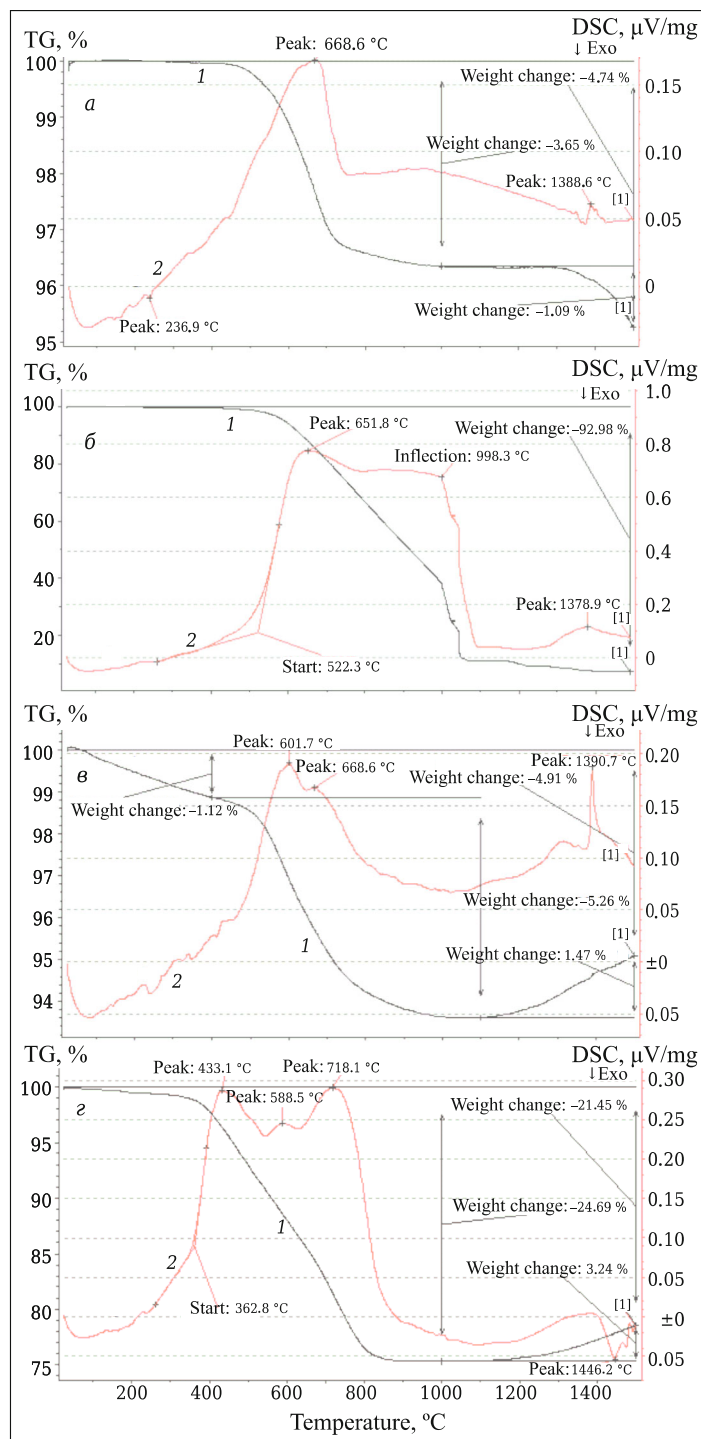 TG, %
DSC, μV/mg
↓ Exo
Peak: 668.6 °C
100
1
Weight change: –4.74 %
0.15
а
99
Weight change: –3.65 %
0.10
98
Peak: 1388.6 °C
[1]
97
0.05
96
2
0
Peak: 236.9 °C
Weight change: –1.09 %
[1]
95
TG, %
DSC, μV/mg
↓Exo
1.0
100
1
Peak: 651.8 °C
Weight change: –92.98 %
б
0.8
80
Inflection: 998.3 °C
0.6
60
0.4
40
Peak: 1378.9 °C
0.2
20
2
[1]
Start: 522.3 °C
[1]
0
TG, %
DSC, μV/mg
↓Exo
Peak: 601.7 °C
100
0.20
в
Peak: 668.6 °C
Peak: 1390.7 °C
Weight change: –4.91 %
99
Weight change: –1.12 %
0.15
98
[1]
0.10
97
Weight change: –5.26 %
0.05
96
1
[1]
Weight change: 1.47 %
95
2
±0
94
0.05
TG, %
DSC, μV/mg
↓Exo
Peak: 433.1 °C
Peak: 718.1 °C
100
0.30
г
Peak: 588.5 °C
Weight change: –21.45 %
95
0.25
0.20
90
1
Weight change: –24.69 %
0.15
85
2
0.10
Weight change: 3.24 %
Start: 362.8 °C
0.05
80
[1]
±0
75
0.05
Peak: 1446.2 °C
200
400
600
800
1000
1200
1400
Temperature, ºC